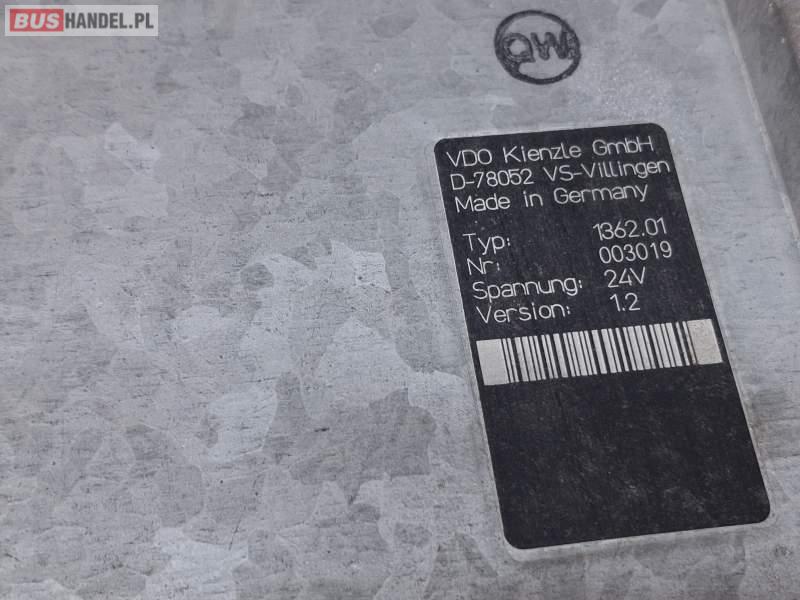 BUSHANDEL.PL
QW
VDO Kienzle GmbH
D-78052 VS-Villingen
Made in Germany
Typ: 1362.01
Nr: 003019
Spannung: 24V
Version: 1.2